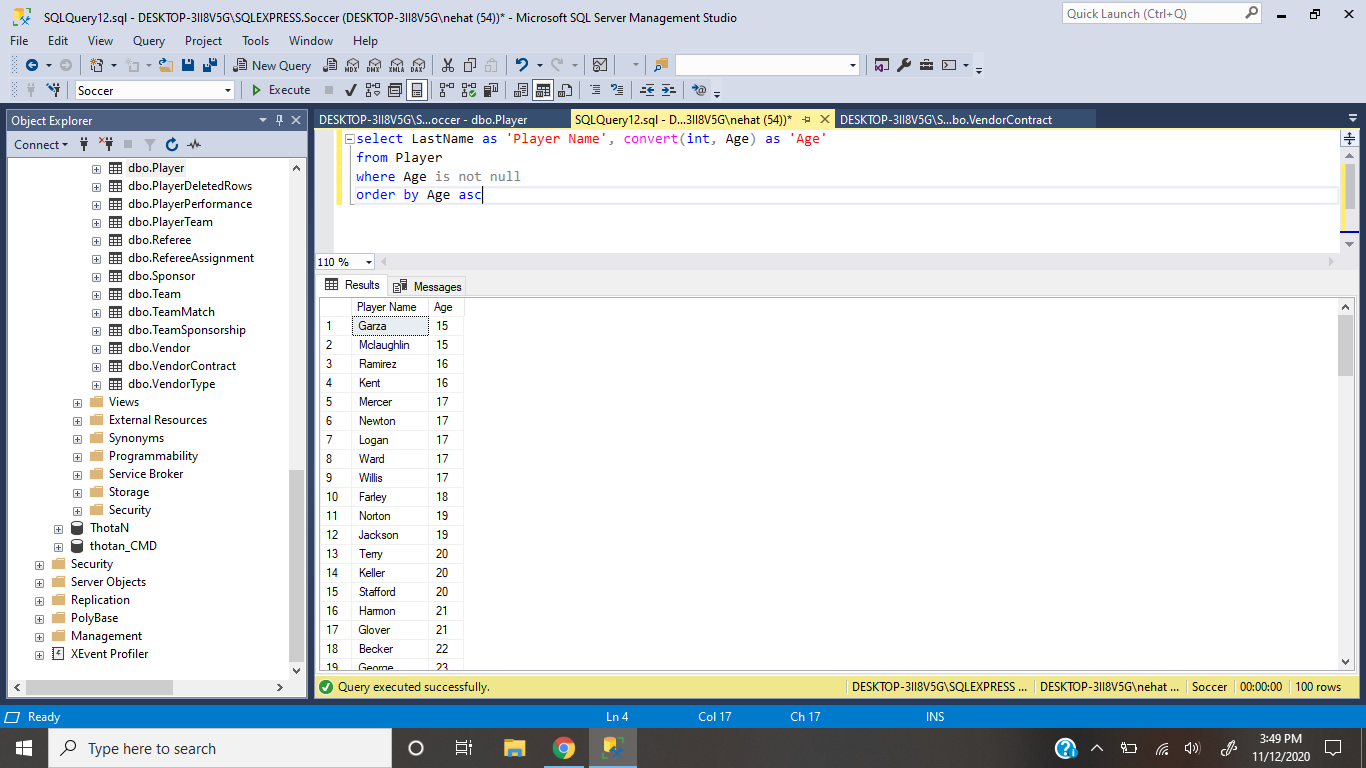 SQLQuery12.sql - DESKTOP-3II8V5G\SQLEXPRESS.Soccer (DESKTOP-3II8V5G\nehat (54))* - Microsoft SQL Server Management Studio
Quick Launch (Ctrl+Q)
File Edit View Query Project Tools Window Help
New Query
MDX DMX XMLA DAX
Soccer
Execute
Object Explorer
Connect
dbo.Player
dbo.PlayerDeletedRows
dbo.PlayerPerformance
dbo.PlayerTeam
dbo.Referee
dbo.RefereeAssignment
dbo.Sponsor
dbo.Team
dbo.TeamMatch
dbo.TeamSponsorship
dbo.Vendor
dbo.VendorContract
dbo.VendorType
Views
External Resources
Synonyms
Programmability
Service Broker
Storage
Security
ThotaN
thotan_CMD
Security
Server Objects
Replication
PolyBase
Management
XEvent Profiler
DESKTOP-3II8V5G\S...occer - dbo.Player
SQLQuery12.sql - D...3II8V5G\nehat (54))*
DESKTOP-3II8V5G\S...bo.VendorContract
select LastName as 'Player Name', convert(int, Age) as 'Age'
from Player
where Age is not null
order by Age asc
110 %
Results Messages
Player Name Age
1 Garza 15
2 Mclaughlin 15
3 Ramirez 16
4 Kent 16
5 Mercer 17
6 Newton 17
7 Logan 17
8 Ward 17
9 Willis 17
10 Farley 18
11 Norton 19
12 Jackson 19
13 Terry 20
14 Keller 20
15 Stafford 20
16 Harmon 21
17 Glover 21
18 Becker 22
19 George 23
Query executed successfully.
DESKTOP-3II8V5G\SQLEXPRESS ... DESKTOP-3II8V5G\nehat ... Soccer 00:00:00 100 rows
Ready Ln 4 Col 17 Ch 17 INS
Type here to search
3:49 PM
11/12/2020